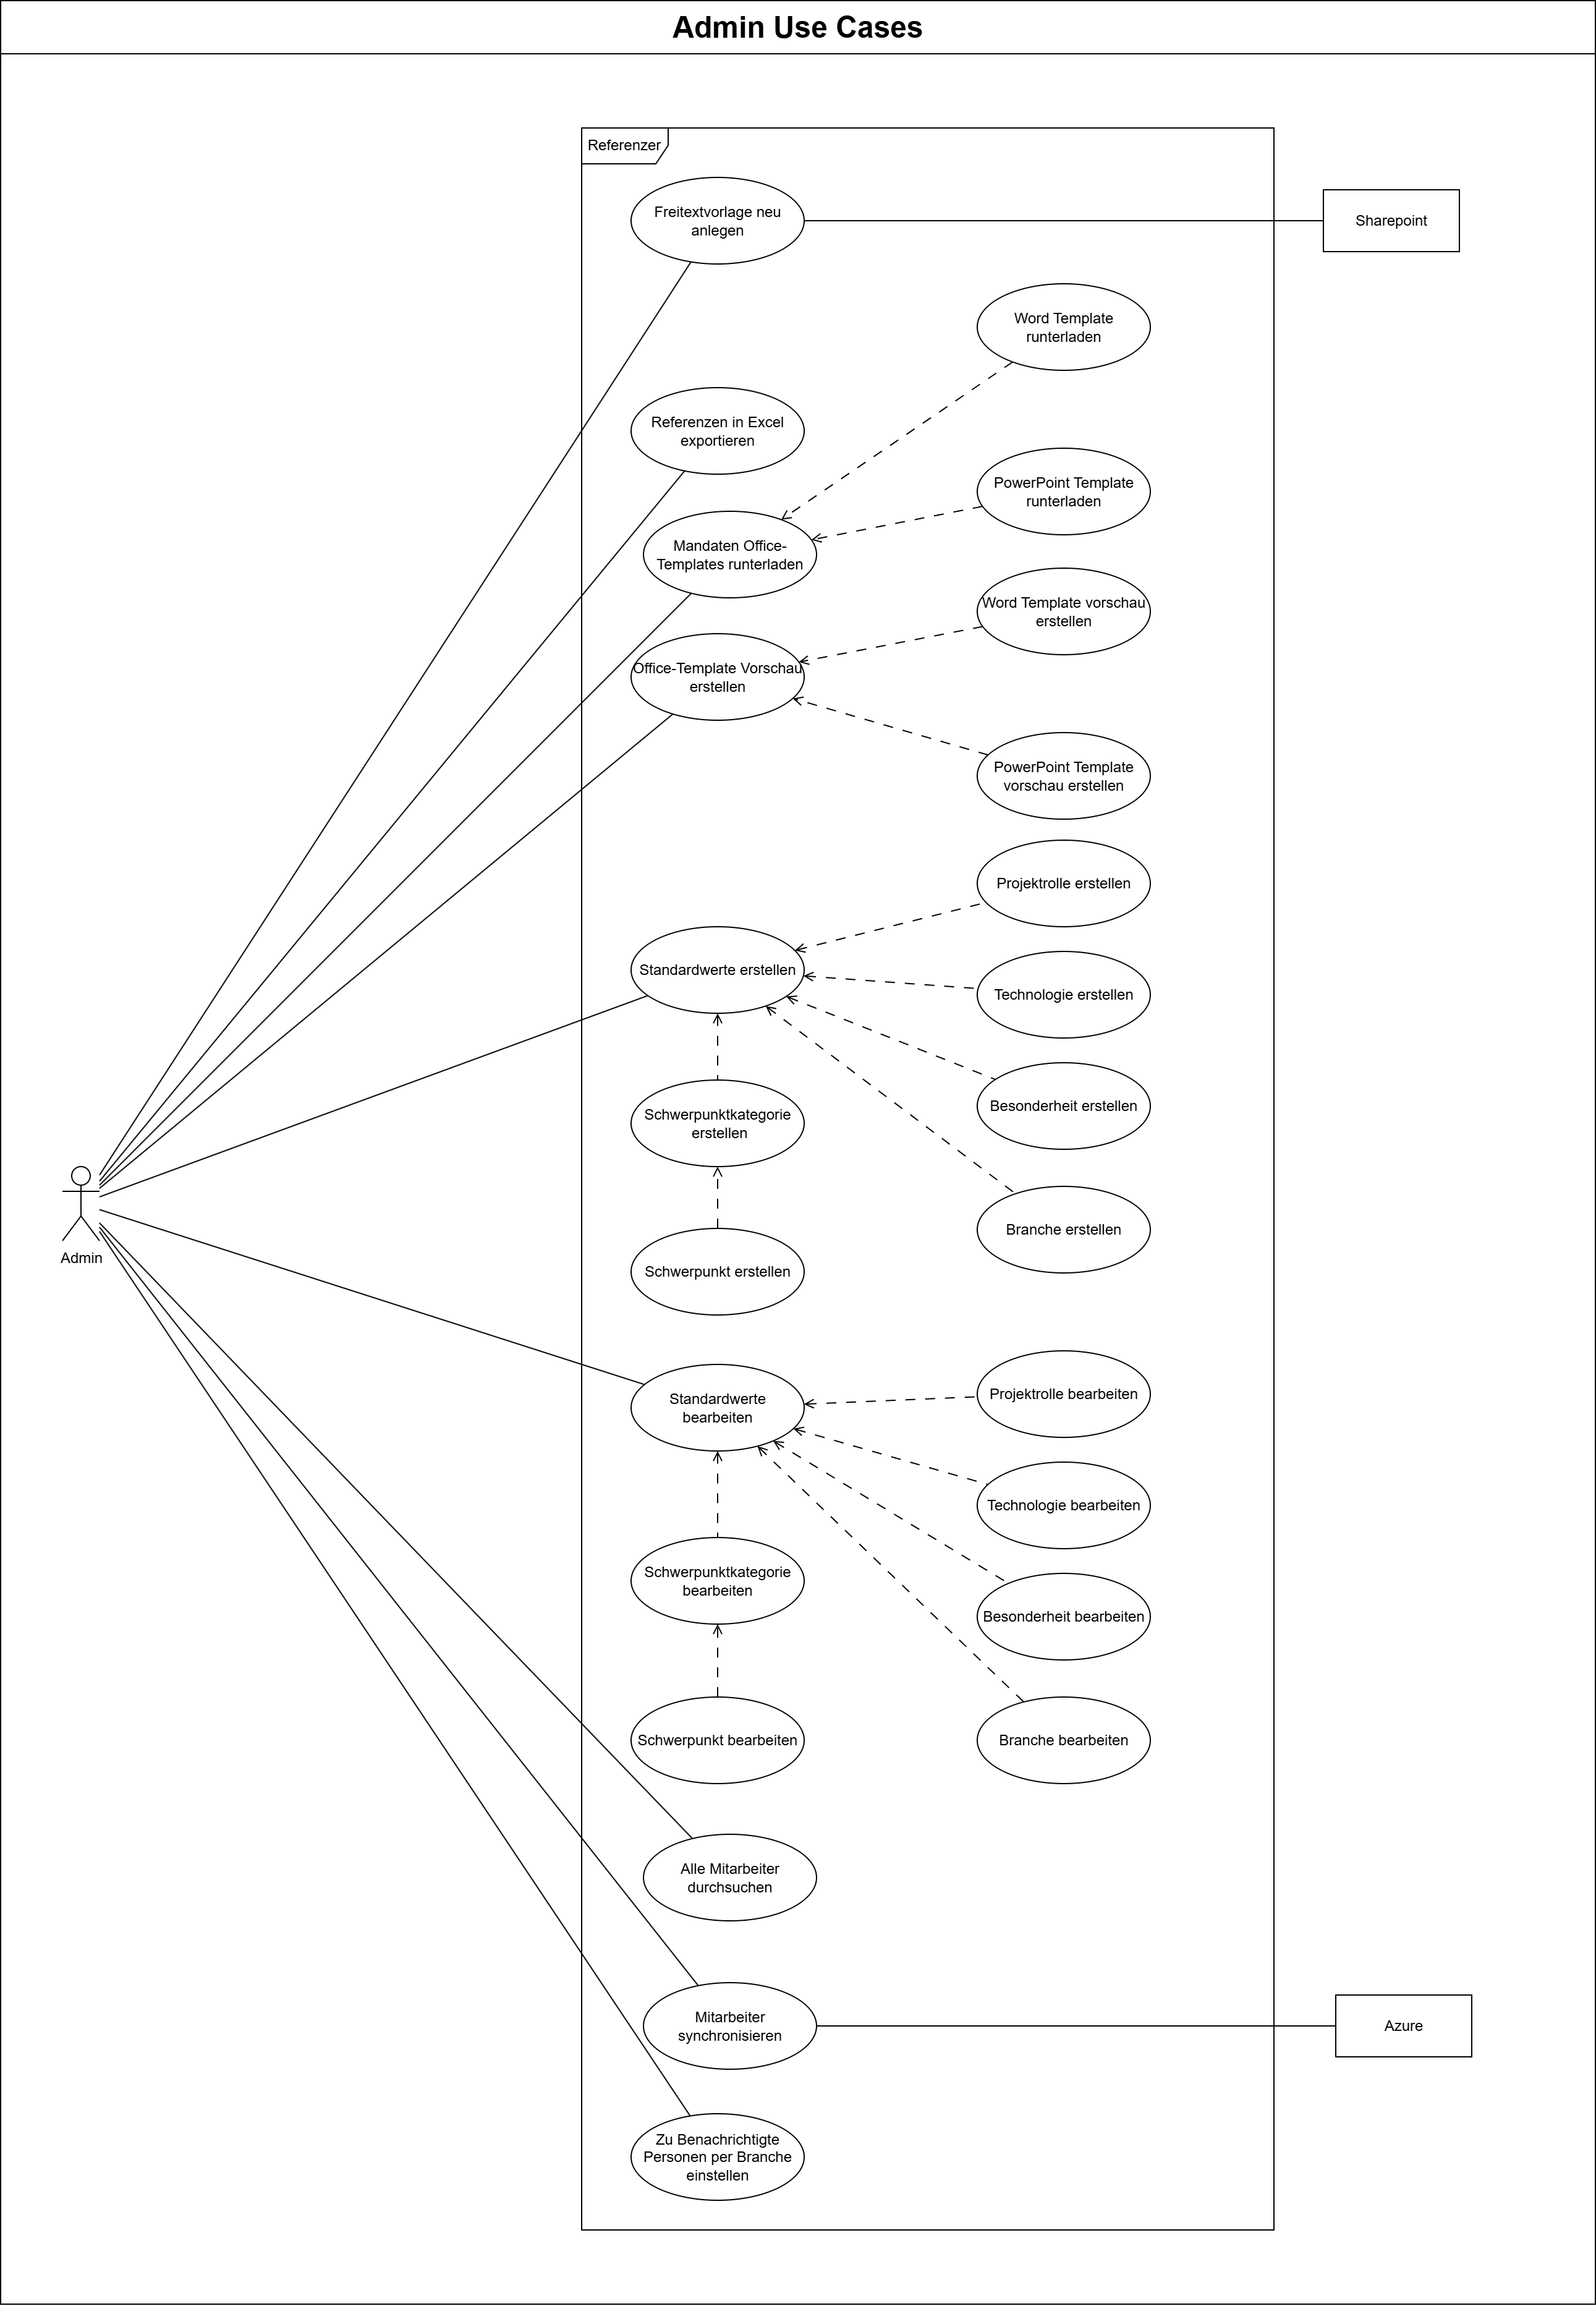 Admin Use Cases
Referenzer
Freitextvorlage neu
anlegen
Sharepoint
Word Template
runterladen
Referenzen in Excel
exportieren
PowerPoint Template
runterladen
Mandaten Office-
Templates runterladen
Word Template vorschau
erstellen
Office-Template Vorschau
erstellen
PowerPoint Template
vorschau erstellen
Projektrolle erstellen
Standardwerte erstellen
Technologie erstellen
Besonderheit erstellen
Schwerpunktkategorie
erstellen
Branche erstellen
Admin
Schwerpunkt erstellen
Projektrolle bearbeiten
Standardwerte
bearbeiten
Technologie bearbeiten
Schwerpunktkategorie
bearbeiten
Besonderheit bearbeiten
Schwerpunkt bearbeiten
Branche bearbeiten
Alle Mitarbeiter
durchsuchen
Mitarbeiter
synchronisieren
Azure
Zu Benachrichtigte
Personen per Branche
einstellen